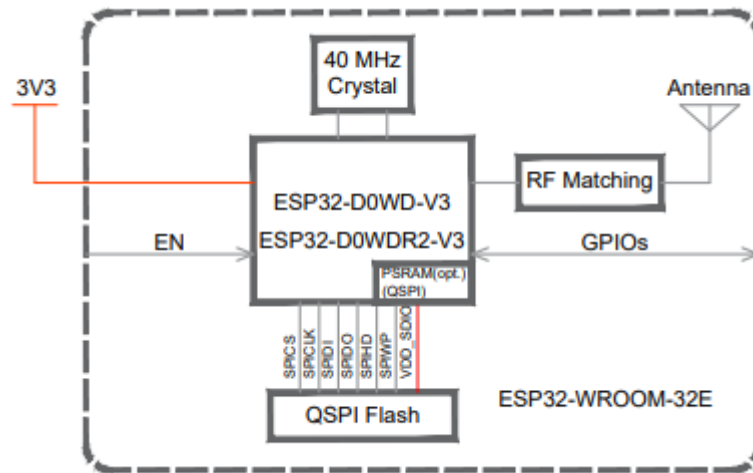 40 MHz
Crystal
3V3
Antenna
ESP32-D0WD-V3
ESP32-D0WDR2-V3
RF Matching
EN
GPIOs
PSRAM(opt.)
(QSPI)
SPICS
SPICLK
SPIDI
SPIDO
SPIHD
SPIWP
VDD_SDIO
QSPI Flash
ESP32-WROOM-32E